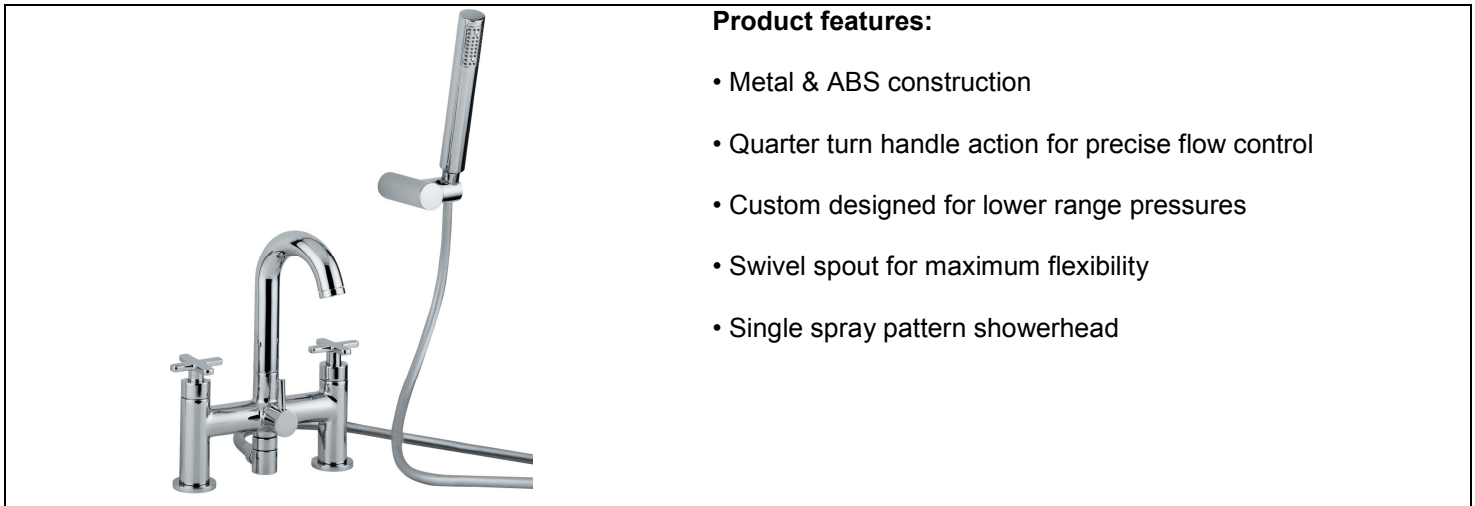 Product features:
• Metal & ABS construction
• Quarter turn handle action for precise flow control
• Custom designed for lower range pressures
• Swivel spout for maximum flexibility
• Single spray pattern showerhead